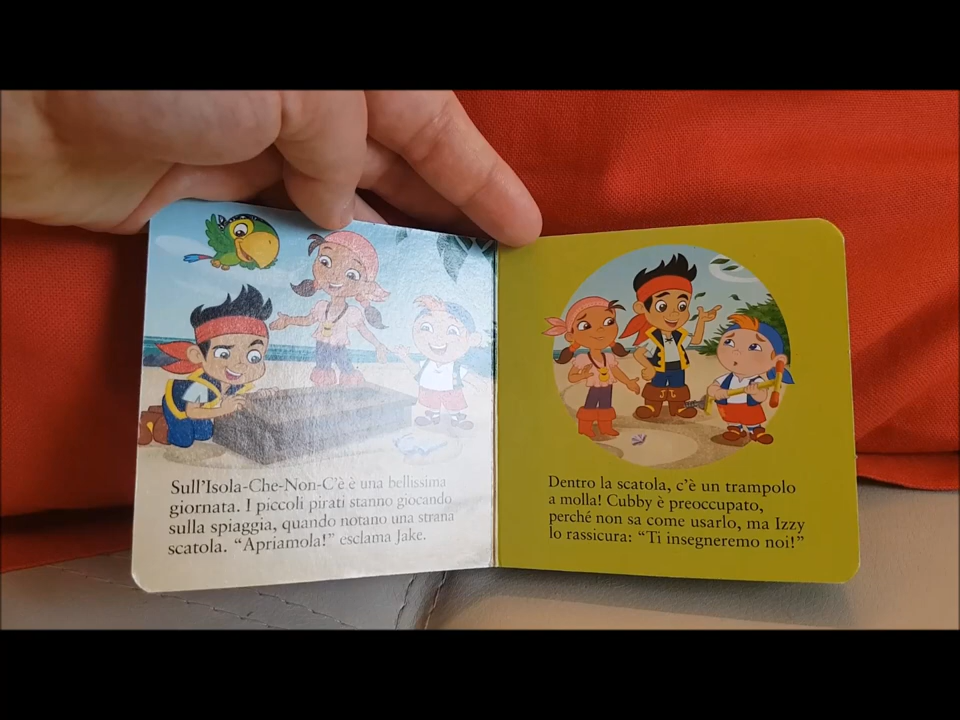 Sull'Isola-Che-Non-C'è è una bellissima
giornata. I piccoli pirati stanno giocando
sulla spiaggia, quando notano una strana
scatola. "Apriamola!" esclama Jake.
Dentro la scatola, c'è un trampolo
a molla! Cubby è preoccupato,
perché non sa come usarlo, ma Izzy
lo rassicura: "Ti insegneremo noi!"